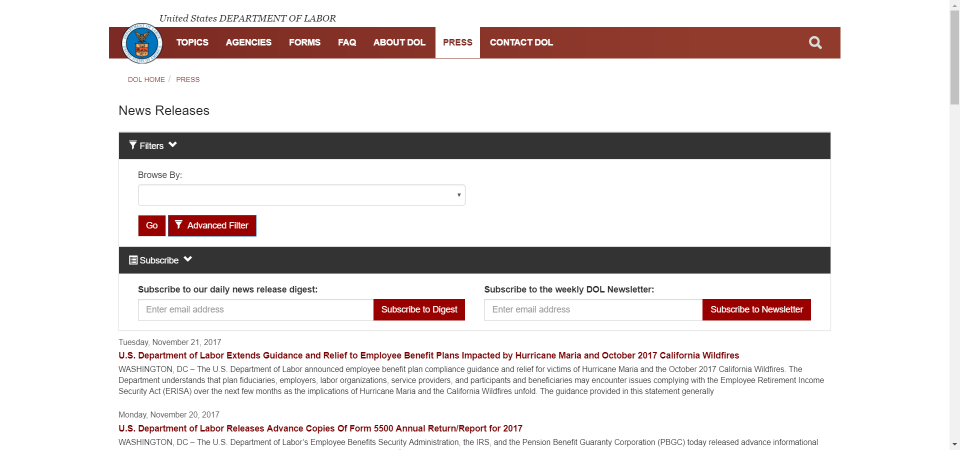 United States DEPARTMENT OF LABOR
TOPICS AGENCIES FORMS FAQ ABOUT DOL PRESS CONTACT DOL
DOL HOME / PRESS
News Releases
Filters
Browse By:
Go Advanced Filter
Subscribe
Subscribe to our daily news release digest: Subscribe to the weekly DOL Newsletter:
Enter email address Subscribe to Digest Enter email address Subscribe to Newsletter
Tuesday, November 21, 2017
U.S. Department of Labor Extends Guidance and Relief to Employee Benefit Plans Impacted by Hurricane Maria and October 2017 California Wildfires
WASHINGTON, DC – The U.S. Department of Labor announced employee benefit plan compliance guidance and relief for victims of Hurricane Maria and the October 2017 California Wildfires. The
Department understands that plan fiduciaries, employers, labor organizations, service providers, and participants and beneficiaries may encounter issues complying with the Employee Retirement Income
Security Act (ERISA) over the next few months as the implications of Hurricane Maria and the California Wildfires unfold. The guidance provided in this statement generally
Monday, November 20, 2017
U.S. Department of Labor Releases Advance Copies Of Form 5500 Annual Return/Report for 2017
WASHINGTON, DC – The U.S. Department of Labor's Employee Benefits Security Administration, the IRS, and the Pension Benefit Guaranty Corporation (PBGC) today released advance informational